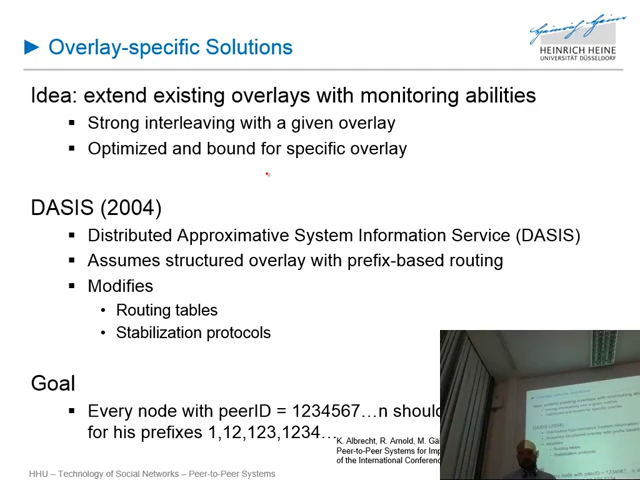 ► Overlay-specific Solutions
HEINRICH HEINE
UNIVERSITÄT DÜSSELDORF
Idea: extend existing overlays with monitoring abilities
▪ Strong interleaving with a given overlay
▪ Optimized and bound for specific overlay
DASIS (2004)
▪ Distributed Approximative System Information Service (DASIS)
▪ Assumes structured overlay with prefix-based routing
▪ Modifies
• Routing tables
• Stabilization protocols
Goal
▪ Every node with peerID = 1234567…n should
for his prefixes 1,12,123,1234…
K. Albrecht, R. Arnold, M. Gä
Peer-to-Peer Systems for Imp
of the International Conference
HHU – Technology of Social Networks – Peer-to-Peer Systems